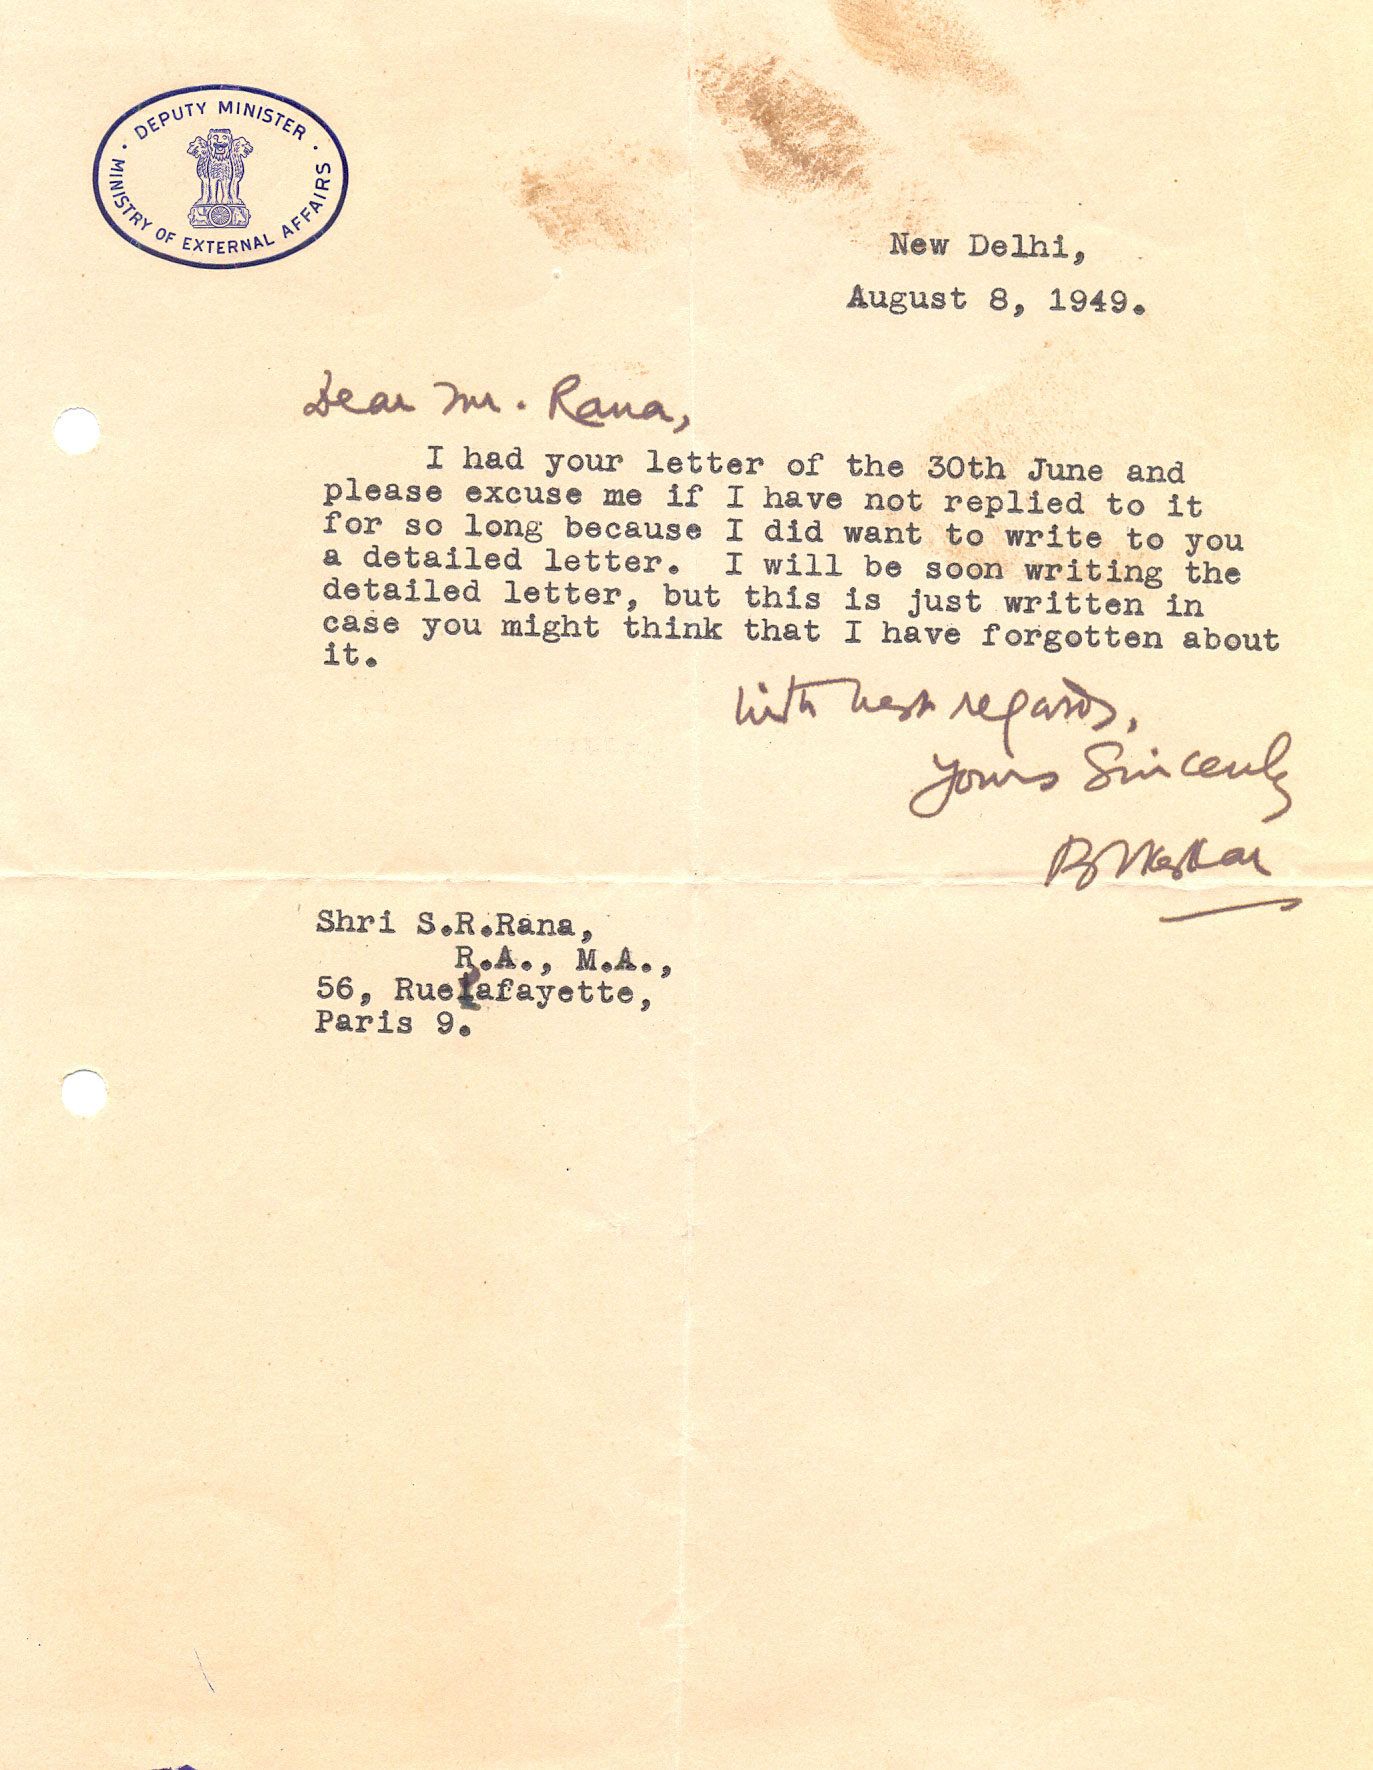 DEPUTY MINISTER
MINISTRY OF EXTERNAL AFFAIRS
New Delhi,
August 8, 1949.
Dear Mr. Rana,
I had your letter of the 30th June and
please excuse me if I have not replied to it
for so long because I did want to write to you
a detailed letter. I will be soon writing the
detailed letter, but this is just written in
case you might think that I have forgotten about
it.
With best regards,
Yours Sincerely
BVKeskar
Shri S.R.Rana,
R.A., M.A.,
56, Rue Lafayette,
Paris 9.